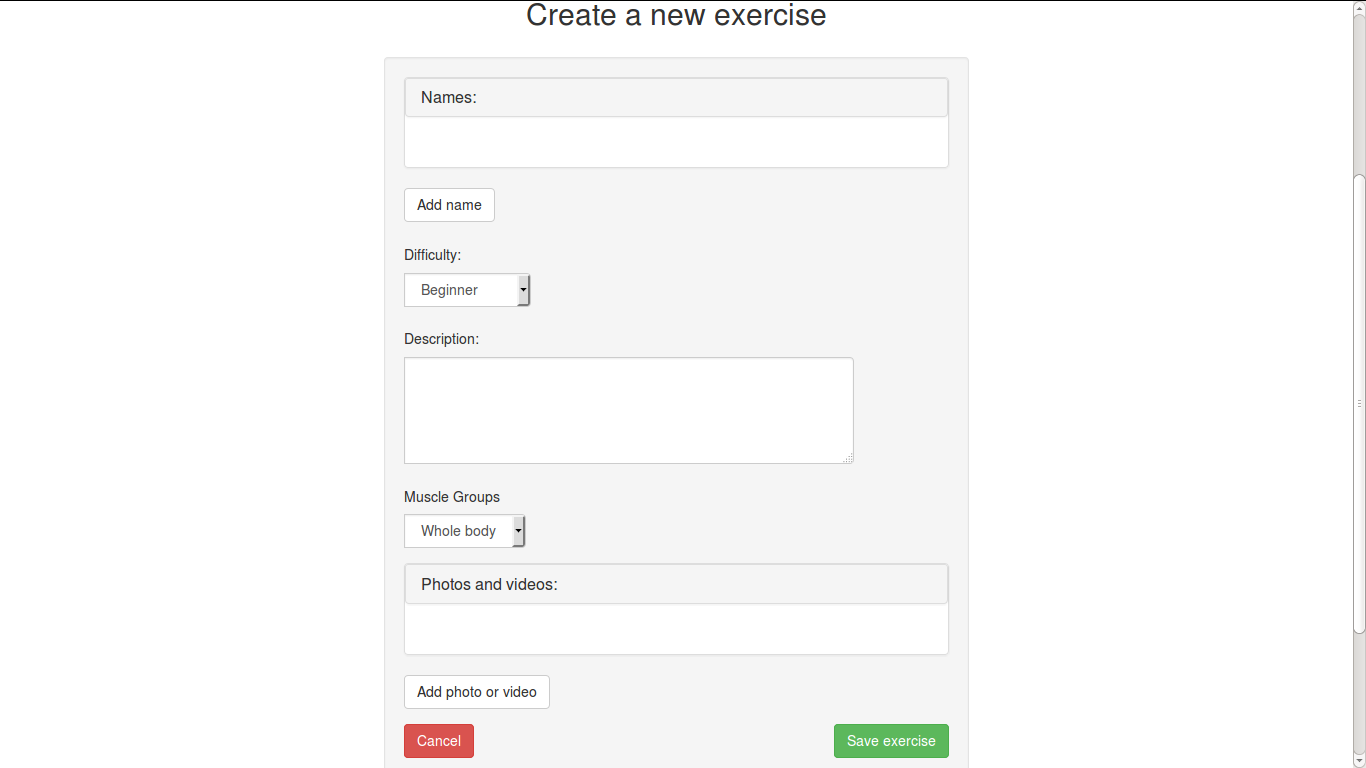 Create a new exercise
Names:
Add name
Difficulty:
Beginner
Description:
Muscle Groups
Whole body
Photos and videos:
Add photo or video
Cancel
Save exercise